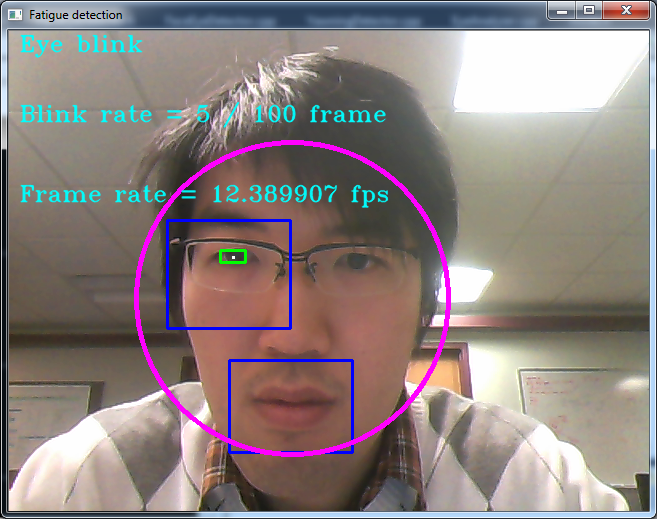 Fatigue detection
Eye blink
Blink rate = 5 / 100 frame
Frame rate = 12.389907 fps